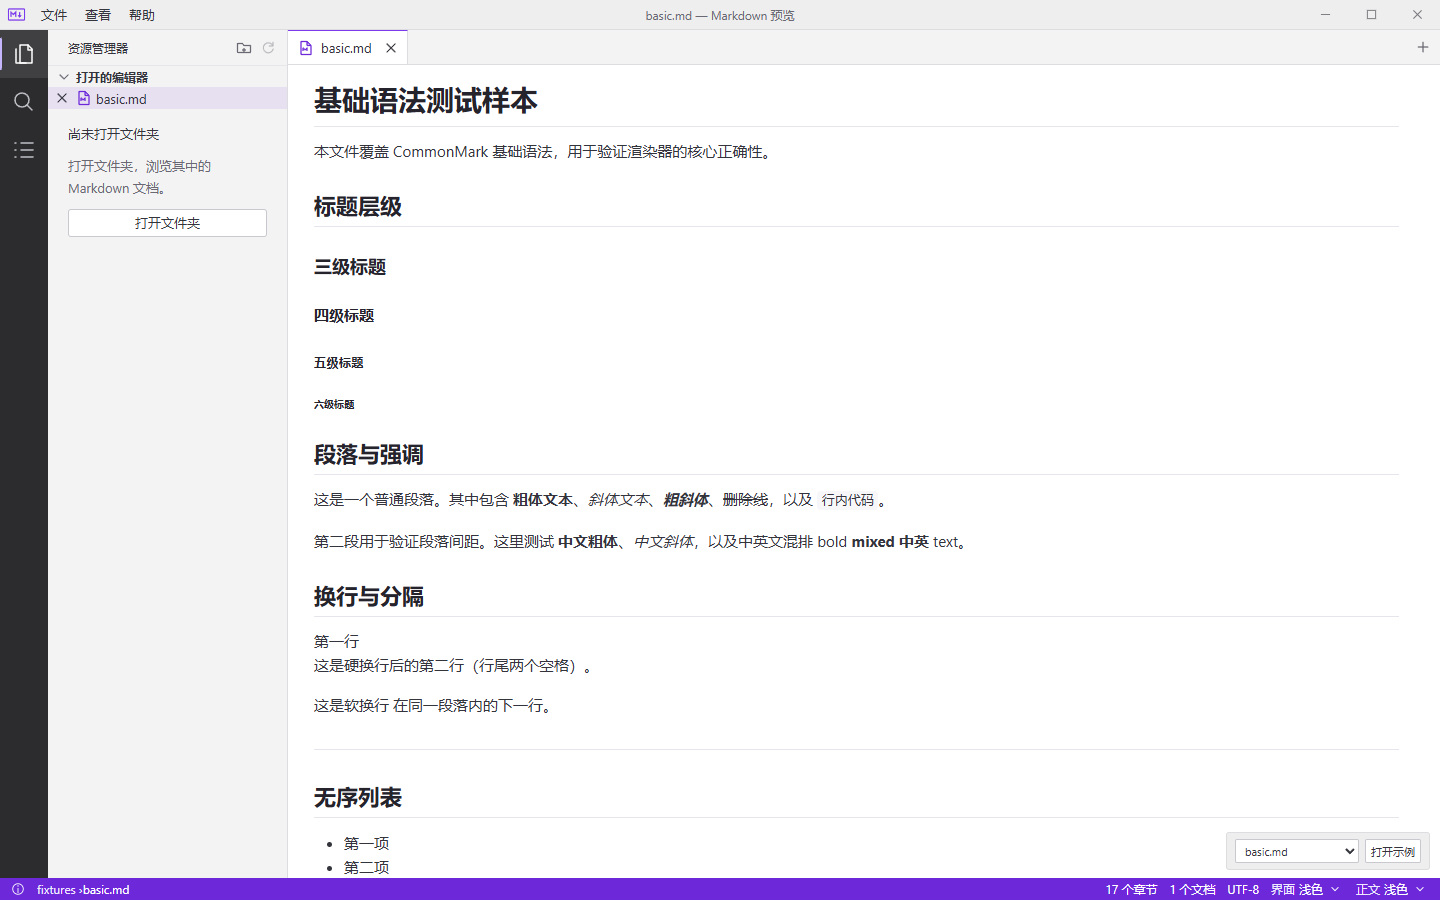 文件 查看 帮助
basic.md — Markdown 预览
资源管理器
打开的编辑器
basic.md
尚未打开文件夹
打开文件夹，浏览其中的
Markdown 文档。
打开文件夹
basic.md
基础语法测试样本
本文件覆盖 CommonMark 基础语法，用于验证渲染器的核心正确性。
标题层级
三级标题
四级标题
五级标题
六级标题
段落与强调
这是一个普通段落。其中包含 粗体文本、斜体文本、粗斜体、删除线，以及 行内代码 。
第二段用于验证段落间距。这里测试 中文粗体、中文斜体，以及中英文混排 bold mixed 中英 text。
换行与分隔
第一行
这是硬换行后的第二行（行尾两个空格）。
这是软换行 在同一段落内的下一行。
无序列表
第一项
第二项
basic.md 打开示例
fixtures ›basic.md
17 个章节 1 个文档 UTF-8 界面 浅色 正文 浅色